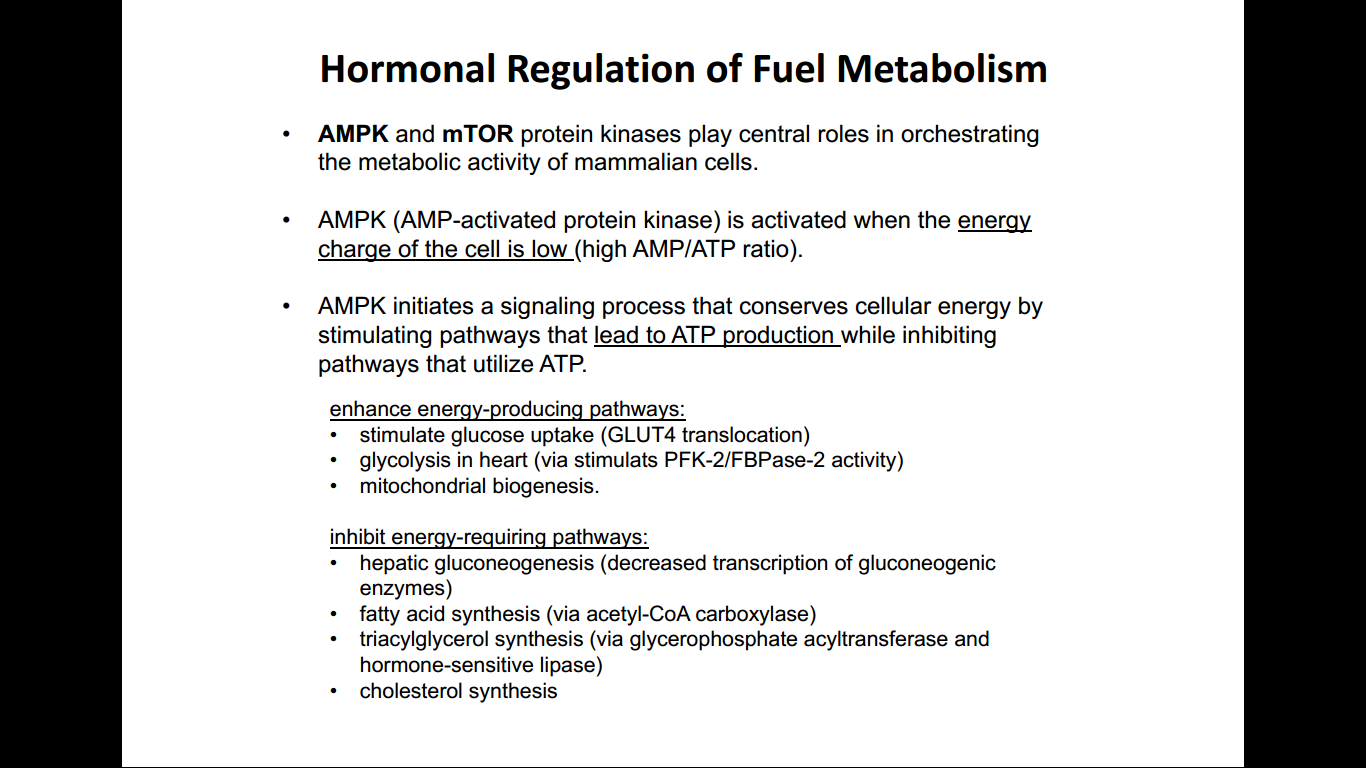 Hormonal Regulation of Fuel Metabolism
• AMPK and mTOR protein kinases play central roles in orchestrating
the metabolic activity of mammalian cells.
• AMPK (AMP-activated protein kinase) is activated when the energy
charge of the cell is low (high AMP/ATP ratio).
• AMPK initiates a signaling process that conserves cellular energy by
stimulating pathways that lead to ATP production while inhibiting
pathways that utilize ATP.
enhance energy-producing pathways:
• stimulate glucose uptake (GLUT4 translocation)
• glycolysis in heart (via stimulats PFK-2/FBPase-2 activity)
• mitochondrial biogenesis.
inhibit energy-requiring pathways:
• hepatic gluconeogenesis (decreased transcription of gluconeogenic
enzymes)
• fatty acid synthesis (via acetyl-CoA carboxylase)
• triacylglycerol synthesis (via glycerophosphate acyltransferase and
hormone-sensitive lipase)
• cholesterol synthesis